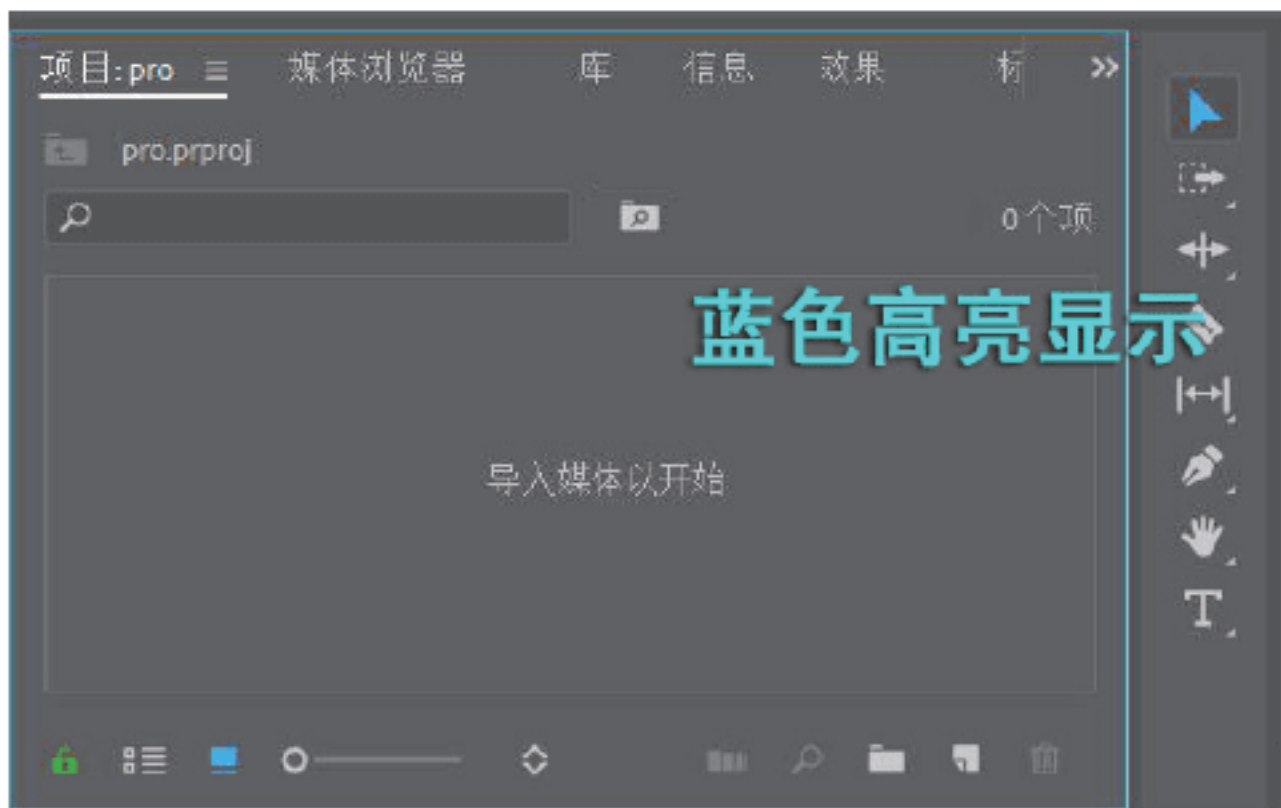 项目: pro 媒体浏览器 库 信息 效果
pro.prproj
0 个项
蓝色高亮显示
导入媒体以开始
T